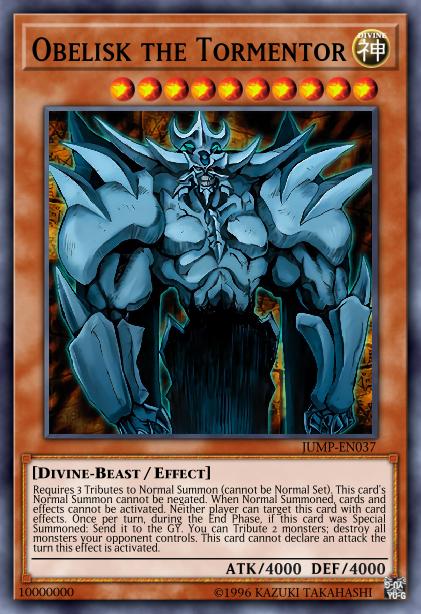 OBELISK THE TORMENTOR
DIVINE
神
JUMP-EN037
[DIVINE-BEAST / EFFECT]
Requires 3 Tributes to Normal Summon (cannot be Normal Set). This card's
Normal Summon cannot be negated. When Normal Summoned, cards and
effects cannot be activated. Neither player can target this card with card
effects. Once per turn, during the End Phase, if this card was Special
Summoned: Send it to the GY. You can Tribute 2 monsters; destroy all
monsters your opponent controls. This card cannot declare an attack the
turn this effect is activated.
ATK/4000 DEF/4000
10000000
©1996 KAZUKI TAKAHASHI